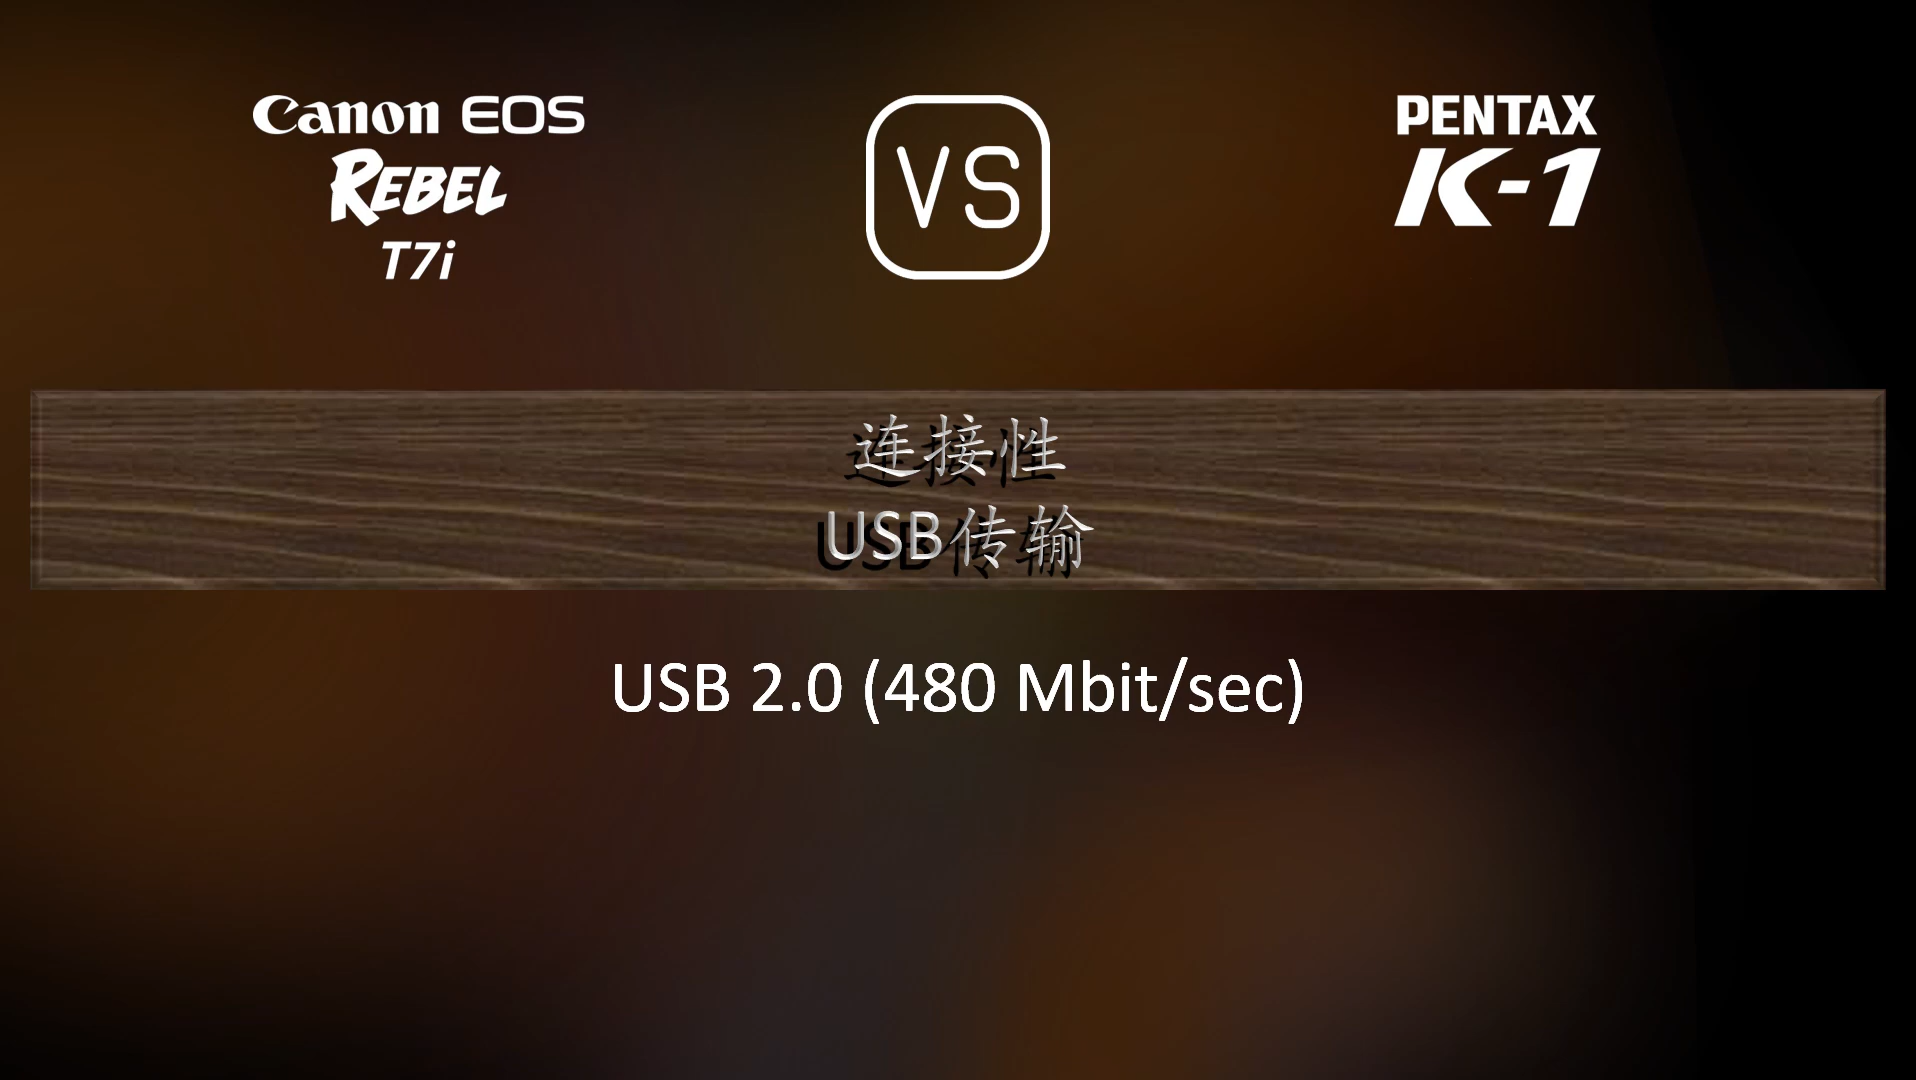 Canon EOS
REBEL
T7i
VS
PENTAX
K-1
连接性
USB传输
USB 2.0 (480 Mbit/sec)